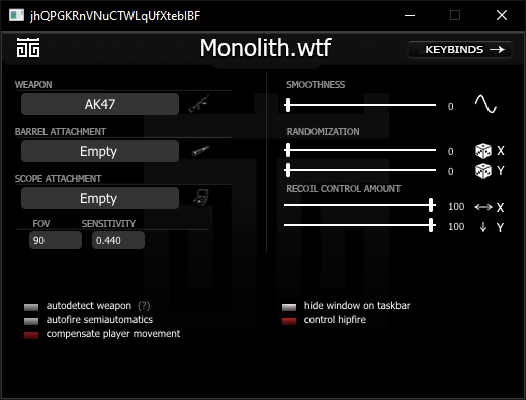 jhQPGKRnVNuCTWLqUfXteblBF
Monolith.wtf
KEYBINDS
WEAPON
AK47
BARREL ATTACHMENT
Empty
SCOPE ATTACHMENT
Empty
FOV SENSITIVITY
90 0.440
SMOOTHNESS
0
RANDOMIZATION
0 X
0 Y
RECOIL CONTROL AMOUNT
100 X
100 Y
autodetect weapon (?)
autofire semiautomatics
compensate player movement
hide window on taskbar
control hipfire